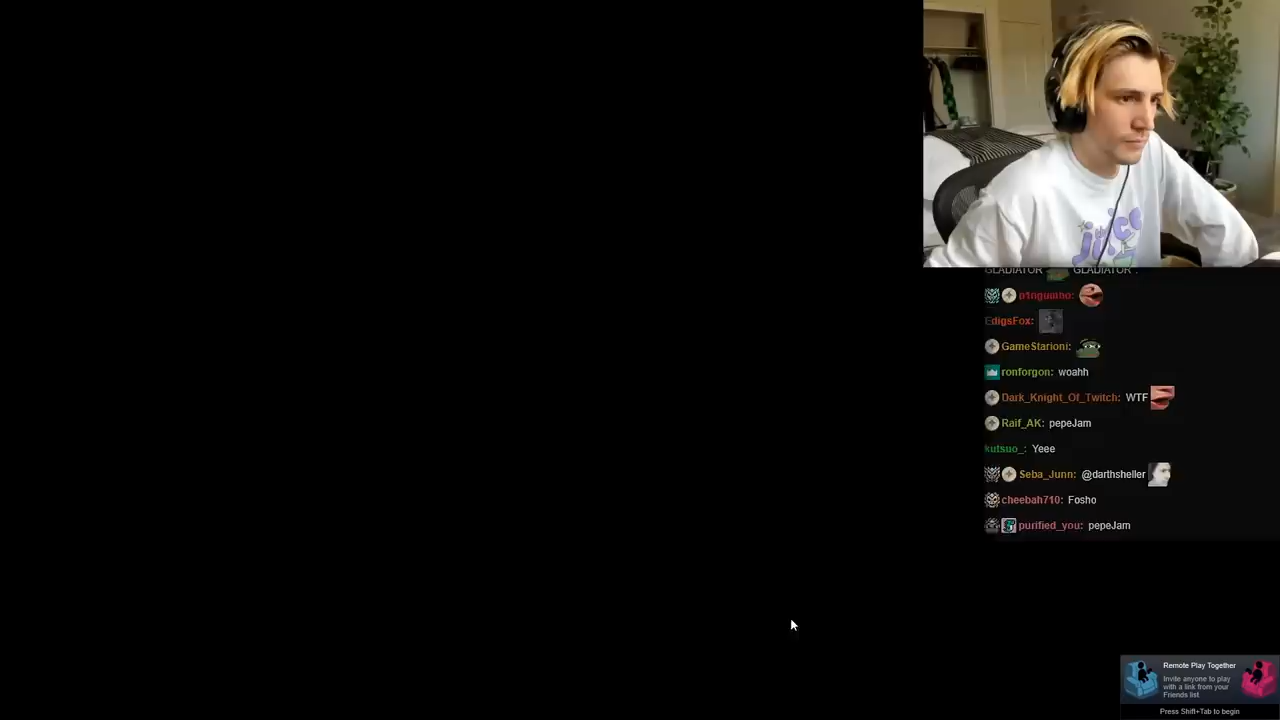 GLADIATOR GLADIATOR .
EdigsFox:
GameStarioni:
ronforgon: woahh
Dark_Knight_Of_Twitch: WTF
Raif_AK: pepeJam
kutsuo_: Yeee
Seba_Junn: @darthsheller
cheebah710: Fosho
purified_you: pepeJam
juice
Remote Play Together
Invite anyone to play
with a link from your
Friends list
Press Shift+Tab to begin